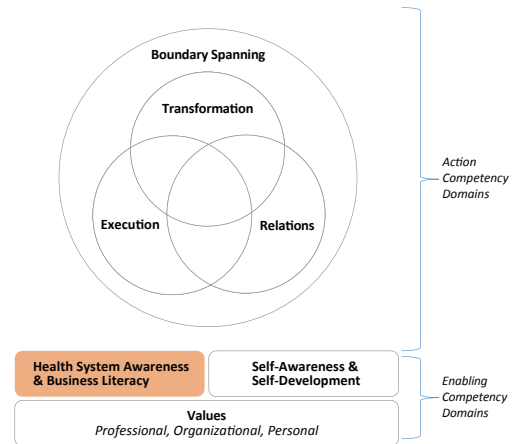 Boundary Spanning
Transformation
Execution
Relations
Action
Competency
Domains
Health System Awareness
& Business Literacy
Self-Awareness &
Self-Development
Values
Professional, Organizational, Personal
Enabling
Competency
Domains